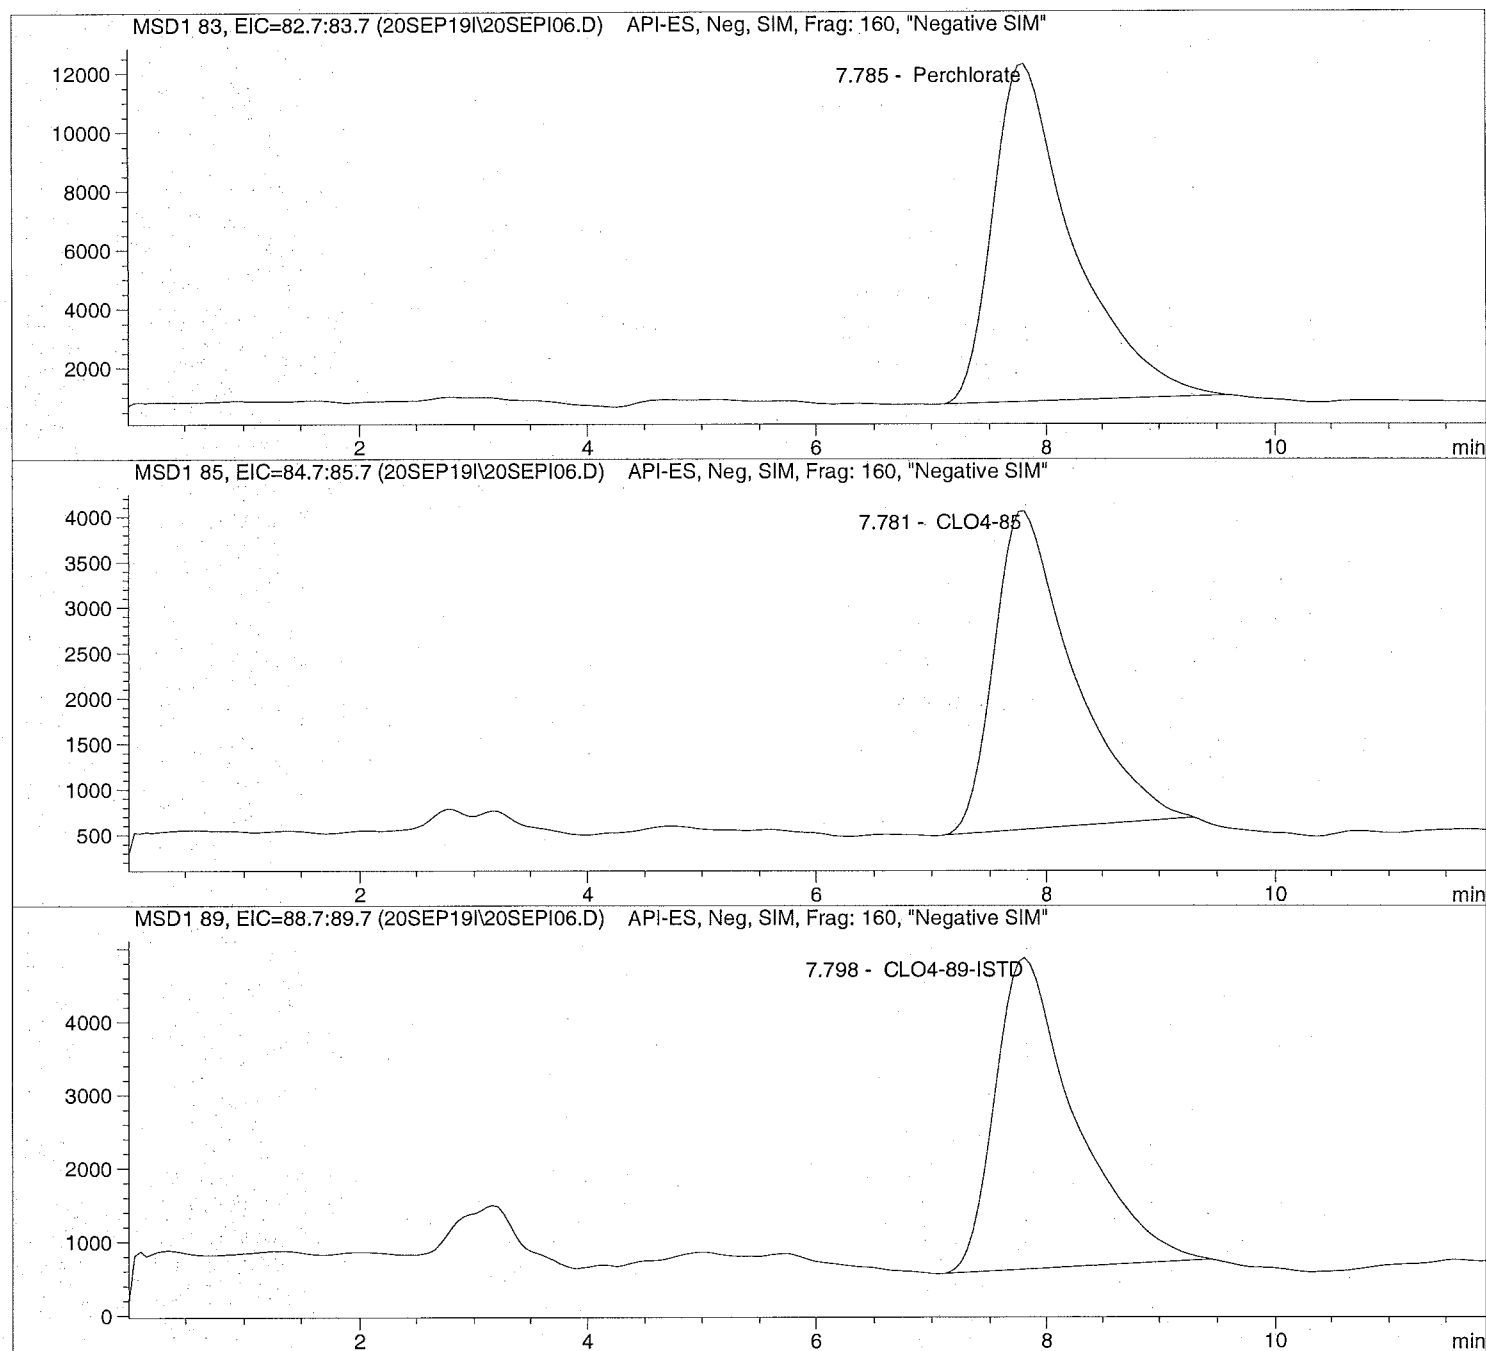 MSD1 83, EIC=82.7:83.7 (20SEP19I\20SEPI06.D) API-ES, Neg, SIM, Frag: 160, "Negative SIM"
7.785 - Perchlorate
12000
10000
8000
6000
4000
2000
2 4 6 8 10 min
MSD1 85, EIC=84.7:85.7 (20SEP19I\20SEPI06.D) API-ES, Neg, SIM, Frag: 160, "Negative SIM"
7.781 - CLO4-85
4000
3500
3000
2500
2000
1500
1000
500
2 4 6 8 10 min
MSD1 89, EIC=88.7:89.7 (20SEP19I\20SEPI06.D) API-ES, Neg, SIM, Frag: 160, "Negative SIM"
7.798 - CLO4-89-ISTD
4000
3000
2000
1000
0
2 4 6 8 10 min